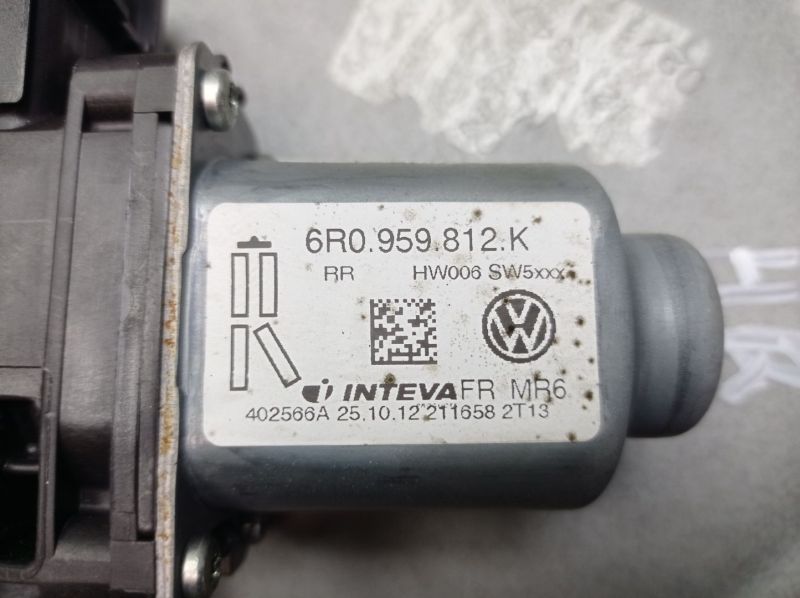 6R0.959.812.K
RR HW006 SW5xxx
INTEVA FR MR6
402566A 25.10.12 211658 2T13